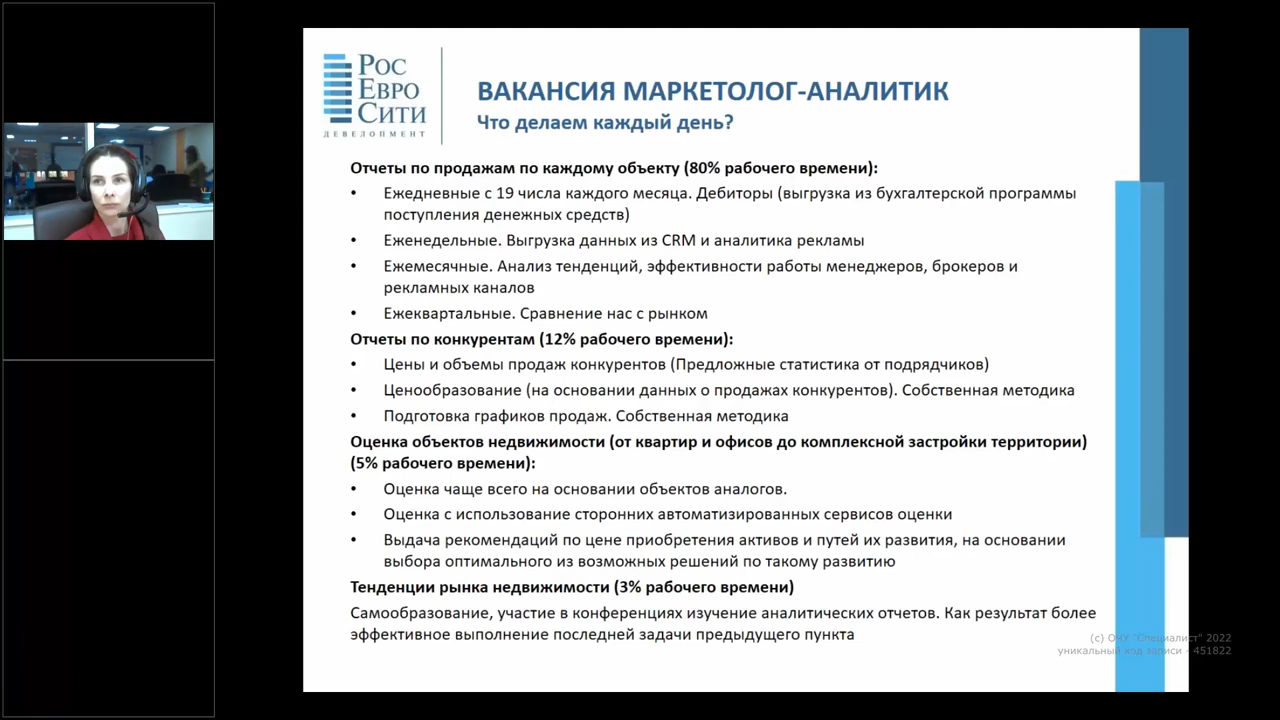 РОС
ЕВРО
СИТИ
ДЕВЕЛОПМЕНТ
ВАКАНСИЯ МАРКЕТОЛОГ-АНАЛИТИК
Что делаем каждый день?
Отчеты по продажам по каждому объекту (80% рабочего времени):
• Ежедневные с 19 числа каждого месяца. Дебиторы (выгрузка из бухгалтерской программы
поступления денежных средств)
• Еженедельные. Выгрузка данных из CRM и аналитика рекламы
• Ежемесячные. Анализ тенденций, эффективности работы менеджеров, брокеров и
рекламных каналов
• Ежеквартальные. Сравнение нас с рынком
Отчеты по конкурентам (12% рабочего времени):
• Цены и объемы продаж конкурентов (Предложные статистика от подрядчиков)
• Ценообразование (на основании данных о продажах конкурентов). Собственная методика
• Подготовка графиков продаж. Собственная методика
Оценка объектов недвижимости (от квартир и офисов до комплексной застройки территории)
(5% рабочего времени):
• Оценка чаще всего на основании объектов аналогов.
• Оценка с использование сторонних автоматизированных сервисов оценки
• Выдача рекомендаций по цене приобретения активов и путей их развития, на основании
выбора оптимального из возможных решений по такому развитию
Тенденции рынка недвижимости (3% рабочего времени)
Самообразование, участие в конференциях изучение аналитических отчетов. Как результат более
эффективное выполнение последней задачи предыдущего пункта
(с) ОЧУ "Специалист" 2022
уникальный код записи - 451822